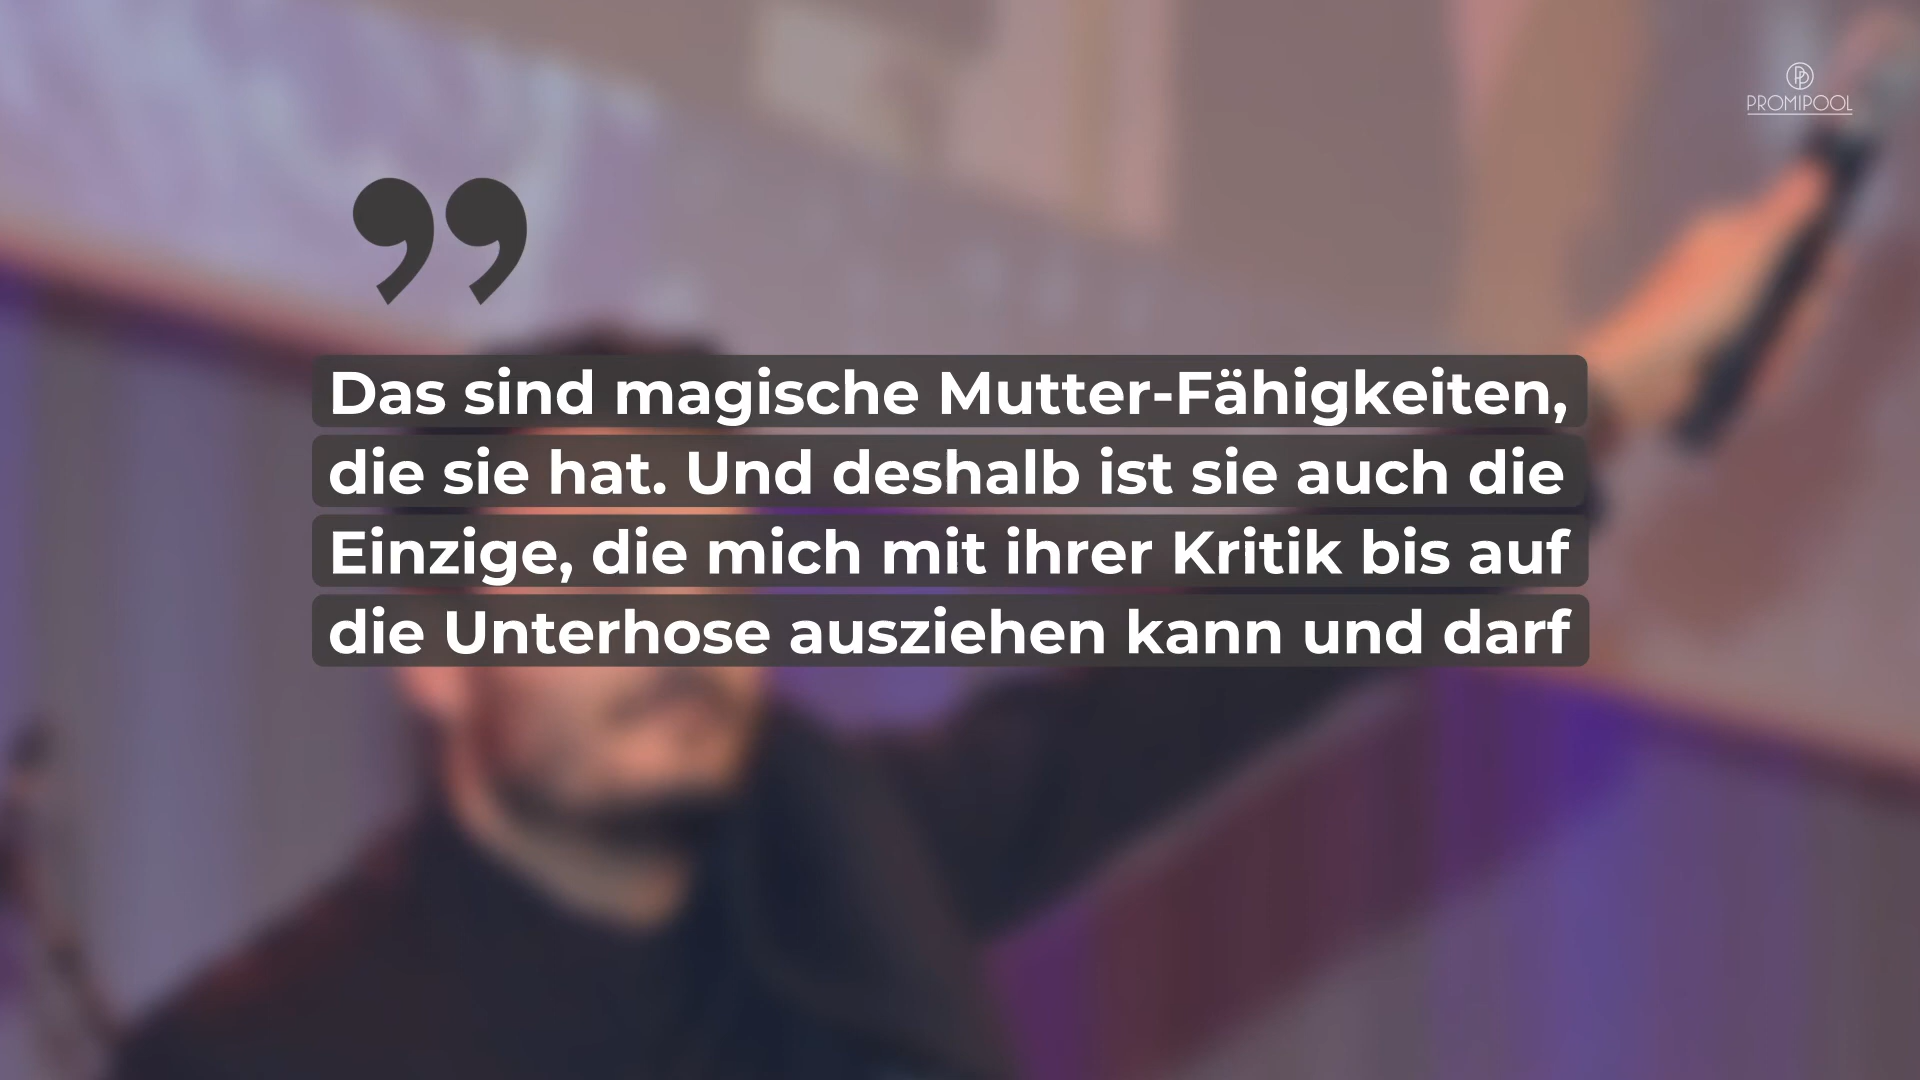 PROMIPOOL
”
Das sind magische Mutter-Fähigkeiten,
die sie hat. Und deshalb ist sie auch die
Einzige, die mich mit ihrer Kritik bis auf
die Unterhose ausziehen kann und darf